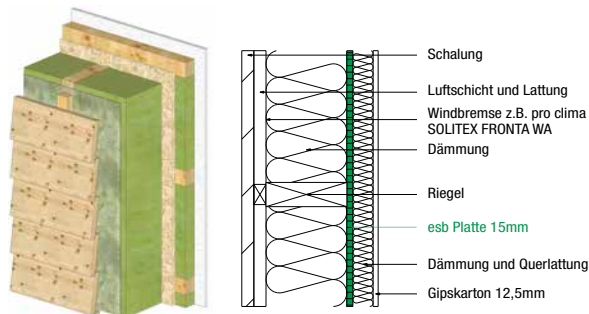 Schalung
Luftschicht und Lattung
Windbremse z.B. pro clima
SOLITEX FRONTA WA
Dämmung
Riegel
esb Platte 15mm
Dämmung und Querlattung
Gipskarton 12,5mm